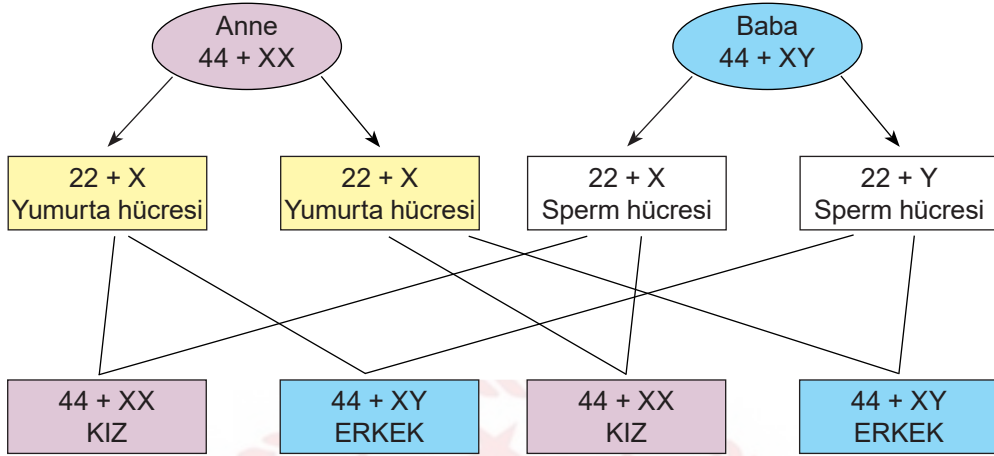 Anne
44 + XX
Baba
44 + XY
22 + X
Yumurta hücresi
22 + X
Yumurta hücresi
22 + X
Sperm hücresi
22 + Y
Sperm hücresi
44 + XX
KIZ
44 + XY
ERKEK
44 + XX
KIZ
44 + XY
ERKEK